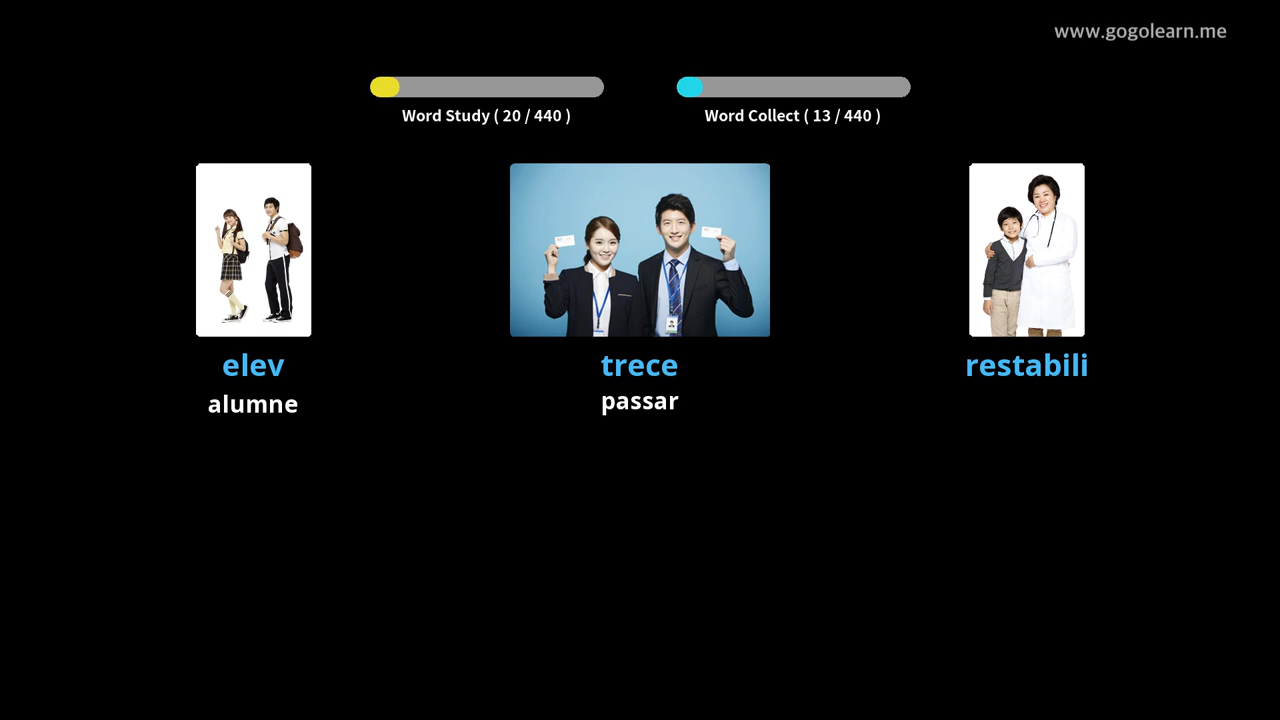 www.gogolearn.me
Word Study ( 20 / 440 )
Word Collect ( 13 / 440 )
elev
alumne
trece
passar
restabili